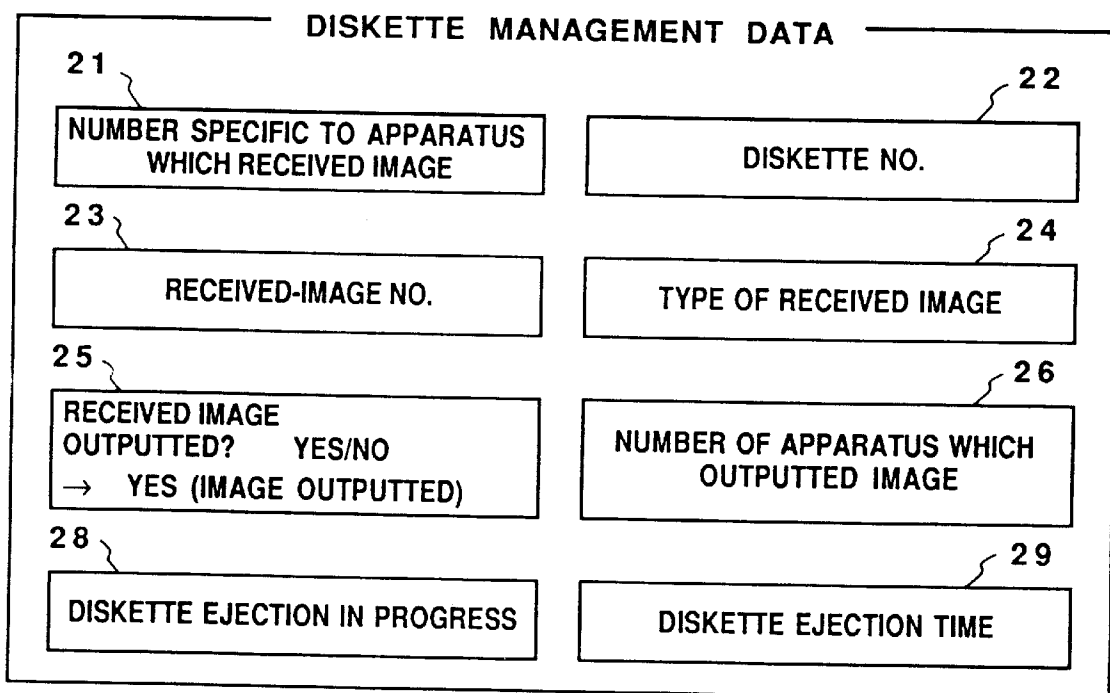 DISKETTE MANAGEMENT DATA
21
22
NUMBER SPECIFIC TO APPARATUS
WHICH RECEIVED IMAGE
DISKETTE NO.
23
24
RECEIVED-IMAGE NO.
TYPE OF RECEIVED IMAGE
25
26
RECEIVED IMAGE
OUTPUTTED? YES/NO
→ YES (IMAGE OUTPUTTED)
NUMBER OF APPARATUS WHICH
OUTPUTTED IMAGE
28
29
DISKETTE EJECTION IN PROGRESS
DISKETTE EJECTION TIME